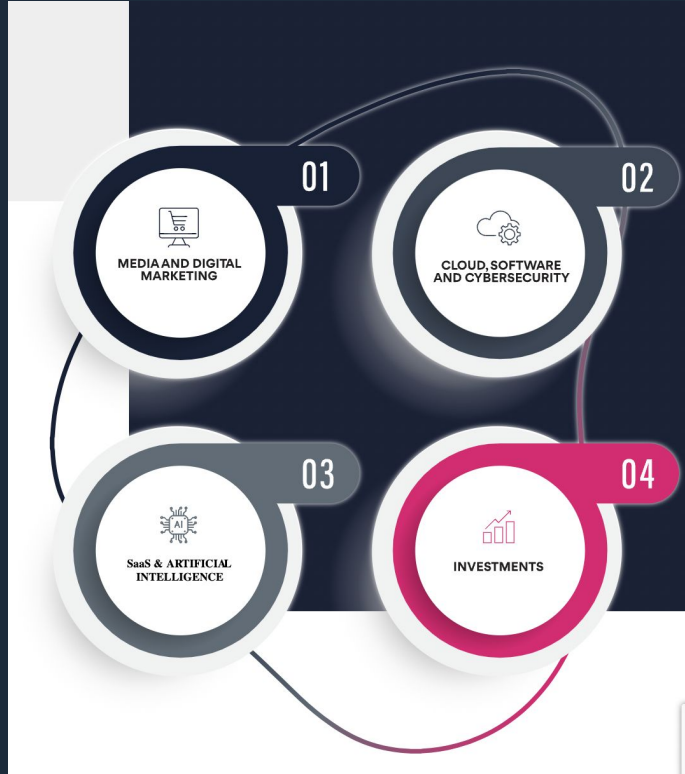 01
MEDIA AND DIGITAL
MARKETING
02
CLOUD, SOFTWARE
AND CYBERSECURITY
03
AI
SaaS & ARTIFICIAL
INTELLIGENCE
04
INVESTMENTS